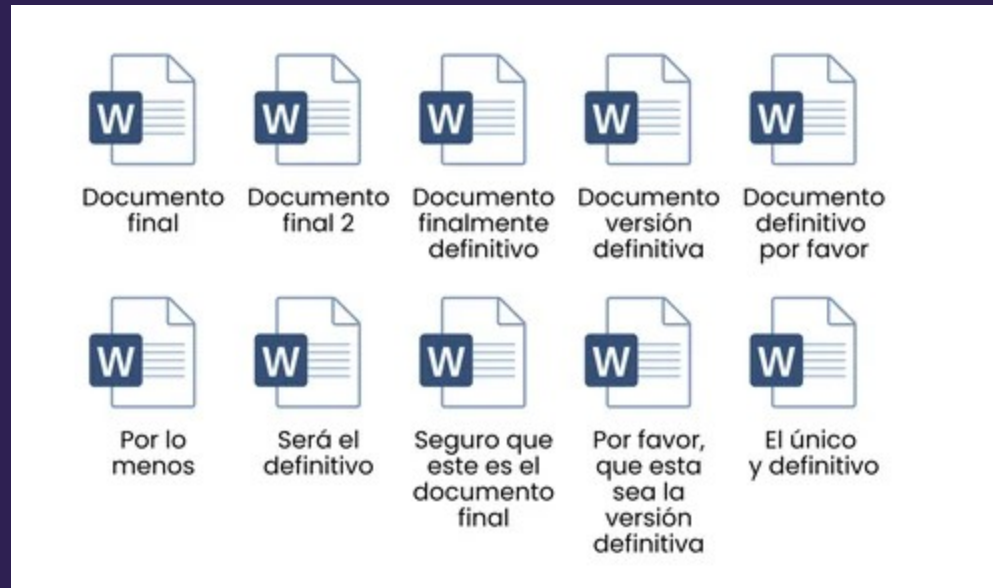 W W W W W
Documento
final
Documento
final 2
Documento
finalmente
definitivo
Documento
versión
definitiva
Documento
definitivo
por favor
W W W W W
Por lo
menos
Será el
definitivo
Seguro que
este es el
documento
final
Por favor,
que esta
sea la
versión
definitiva
El único
y definitivo